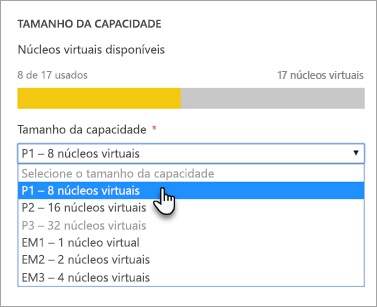 TAMANHO DA CAPACIDADE
Núcleos virtuais disponíveis
8 de 17 usados 17 núcleos virtuais
Tamanho da capacidade *
P1 – 8 núcleos virtuais
Selecione o tamanho da capacidade
P1 – 8 núcleos virtuais
P2 – 16 núcleos virtuais
P3 – 32 núcleos virtuais
EM1 – 1 núcleo virtual
EM2 – 2 núcleos virtuais
EM3 – 4 núcleos virtuais